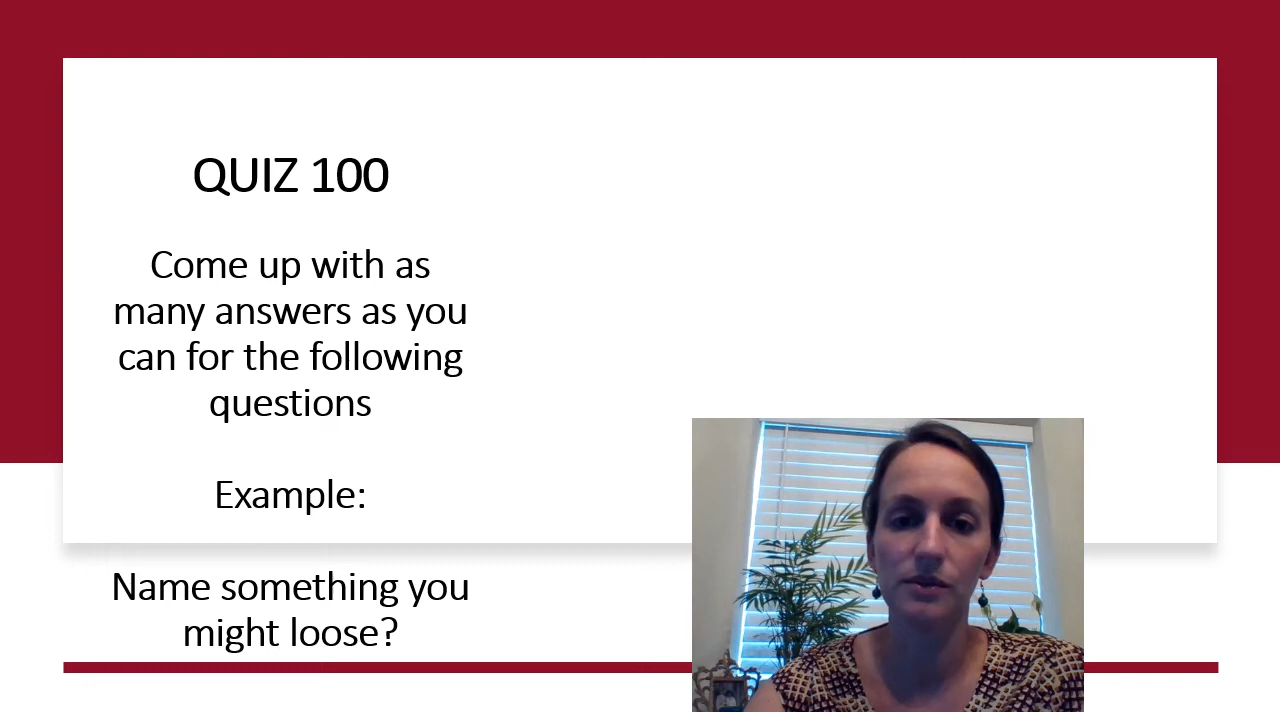 QUIZ 100
Come up with as
many answers as you
can for the following
questions
Example:
Name something you
might loose?